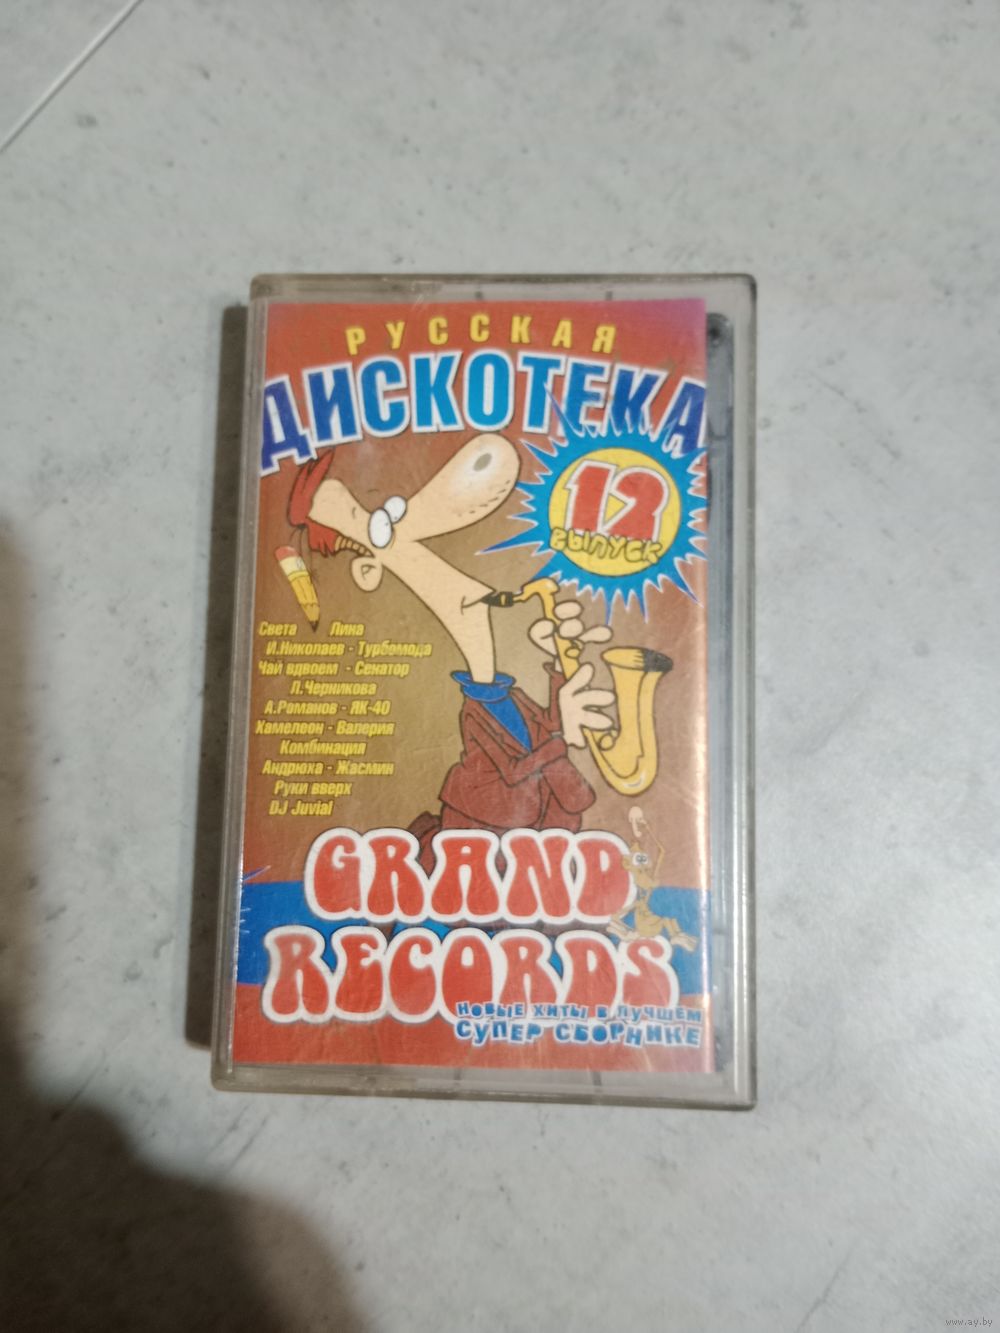 РУССКАЯ
ДИСКОТЕКА
12
ВЫПУСК
Света Лина
И.Николаев - Турбомода
Чай вдвоем - Сенатор
Л.Черникова
А.Романов - ЯК-40
Хамелеон - Валерия
Комбинация
Андрюха - Жасмин
Руки вверх
DJ Juvial
GRAND
RECORDS
НОВЫЕ ХИТЫ В ЛУЧШЕМ
СУПЕР СБОРНИКЕ
www.ay.by